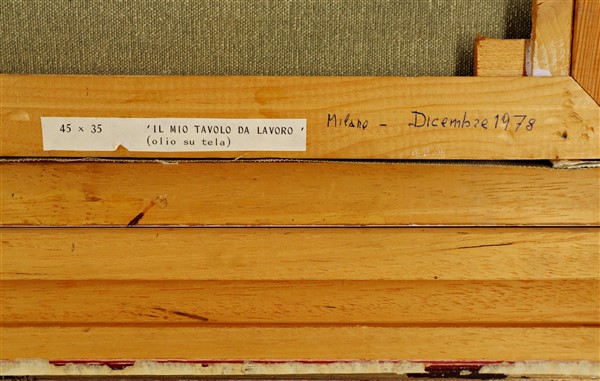 45 x 35 'IL MIO TAVOLO DA LAVORO '
(olio su tela)
Milano - Dicembre 1978